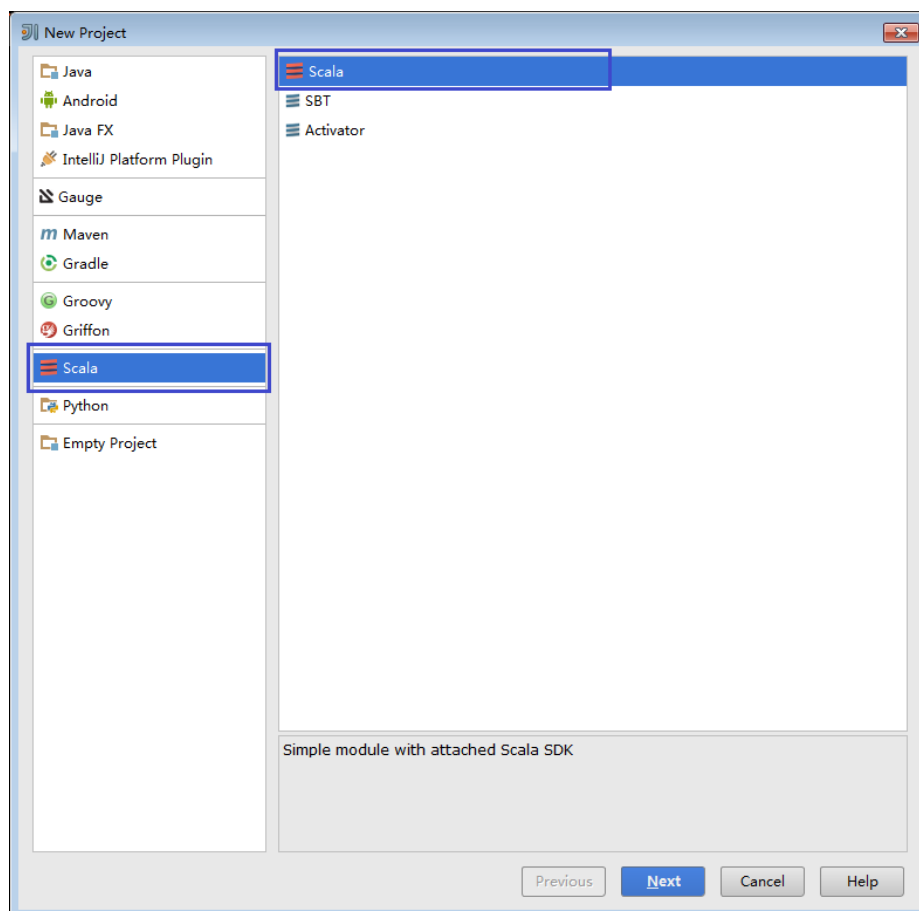 New Project
Java
Android
Java FX
IntelliJ Platform Plugin
Gauge
Maven
Gradle
Groovy
Griffon
Scala
Python
Empty Project
Scala
SBT
Activator
Simple module with attached Scala SDK
Previous
Next
Cancel
Help